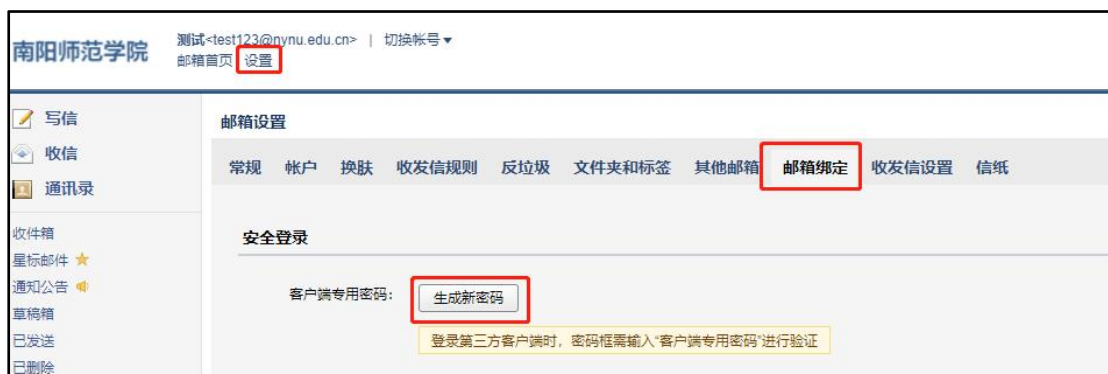 南阳师范学院
测试<test123@nynu.edu.cn> | 切换帐号▼
邮箱首页 设置
写信
收信
通讯录
收件箱
星标邮件
通知公告
草稿箱
已发送
已删除
邮箱设置
常规 帐户 换肤 收发信规则 反垃圾 文件夹和标签 其他邮箱 邮箱绑定 收发信设置 信纸
安全登录
客户端专用密码： 生成新密码
登录第三方客户端时，密码框需输入“客户端专用密码”进行验证